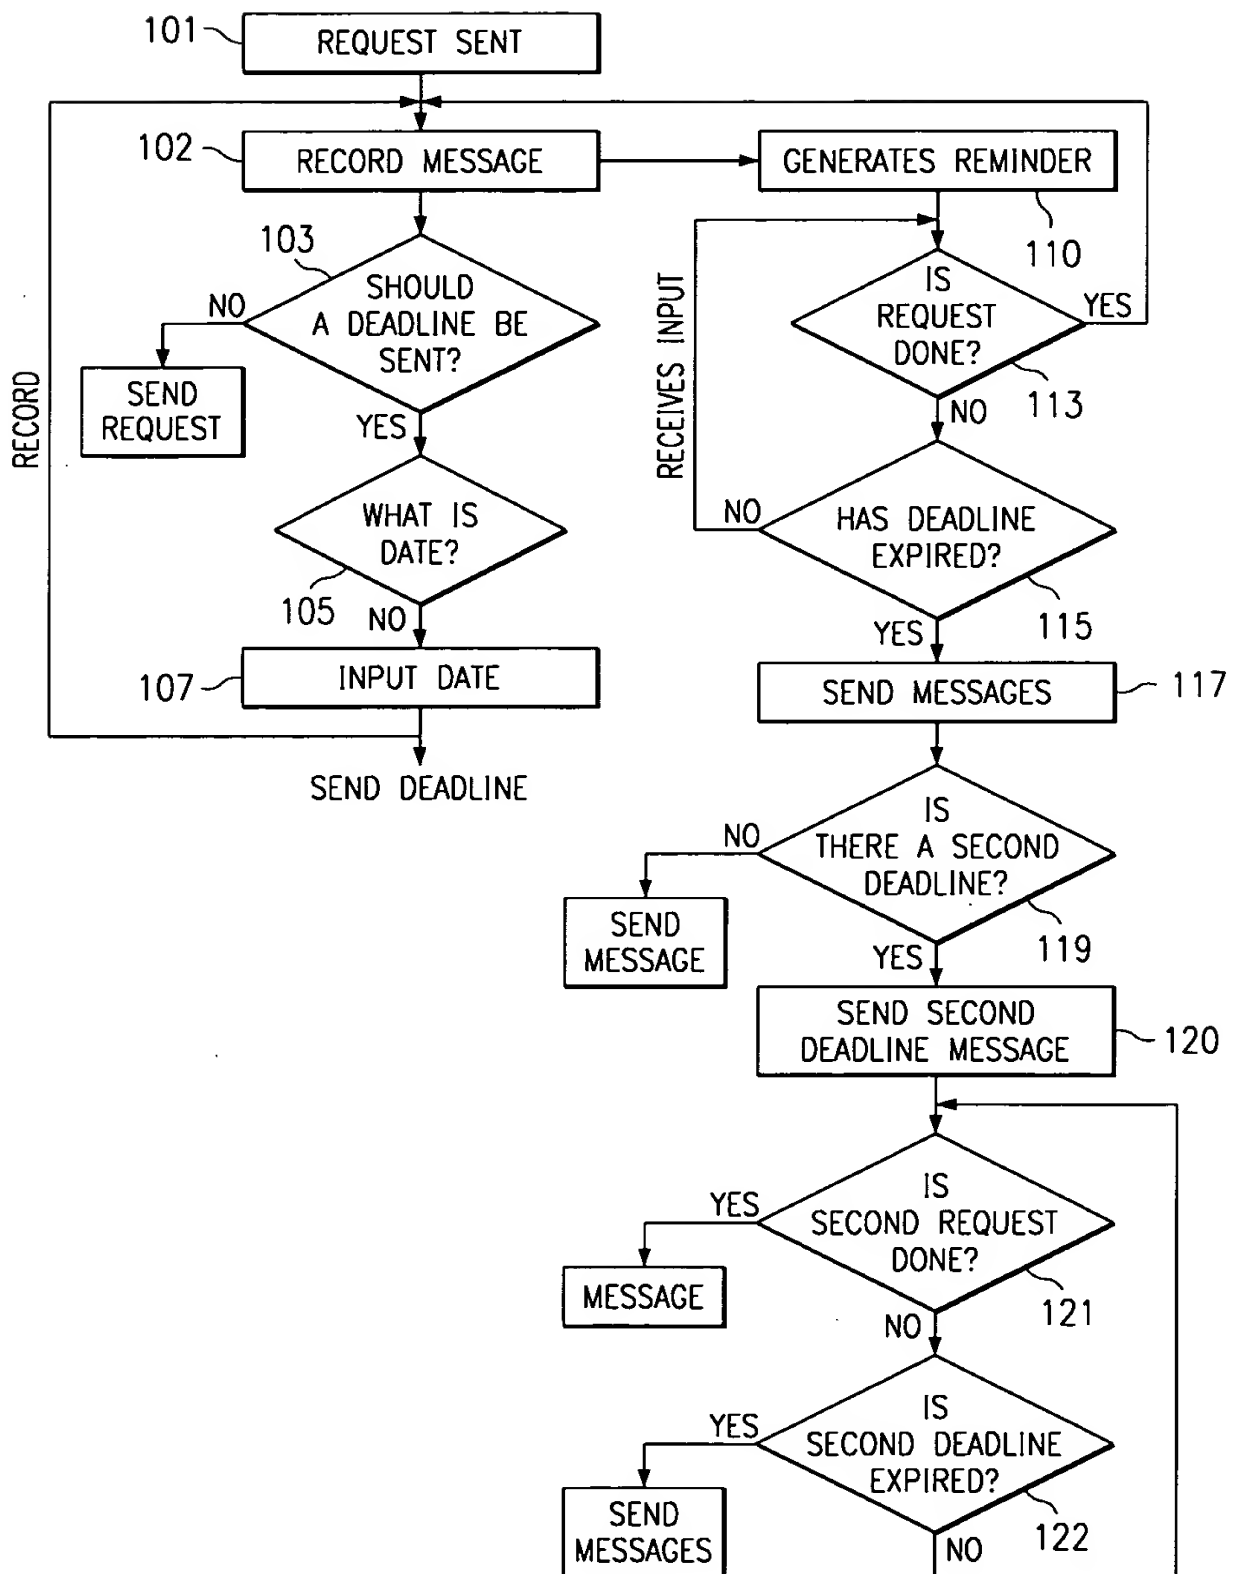 101
REQUEST SENT
102
RECORD MESSAGE
GENERATES REMINDER
110
103
SHOULD
A DEADLINE BE
SENT?
NO
SEND
REQUEST
YES
RECORD
WHAT IS
DATE?
105
NO
107
INPUT DATE
SEND DEADLINE
IS
REQUEST
DONE?
YES
113
NO
RECEIVES INPUT
HAS DEADLINE
EXPIRED?
NO
115
YES
SEND MESSAGES
117
IS
THERE A SECOND
DEADLINE?
NO
SEND
MESSAGE
119
YES
SEND SECOND
DEADLINE MESSAGE
120
IS
SECOND REQUEST
DONE?
YES
MESSAGE
121
NO
IS
SECOND DEADLINE
EXPIRED?
YES
SEND
MESSAGES
122
NO